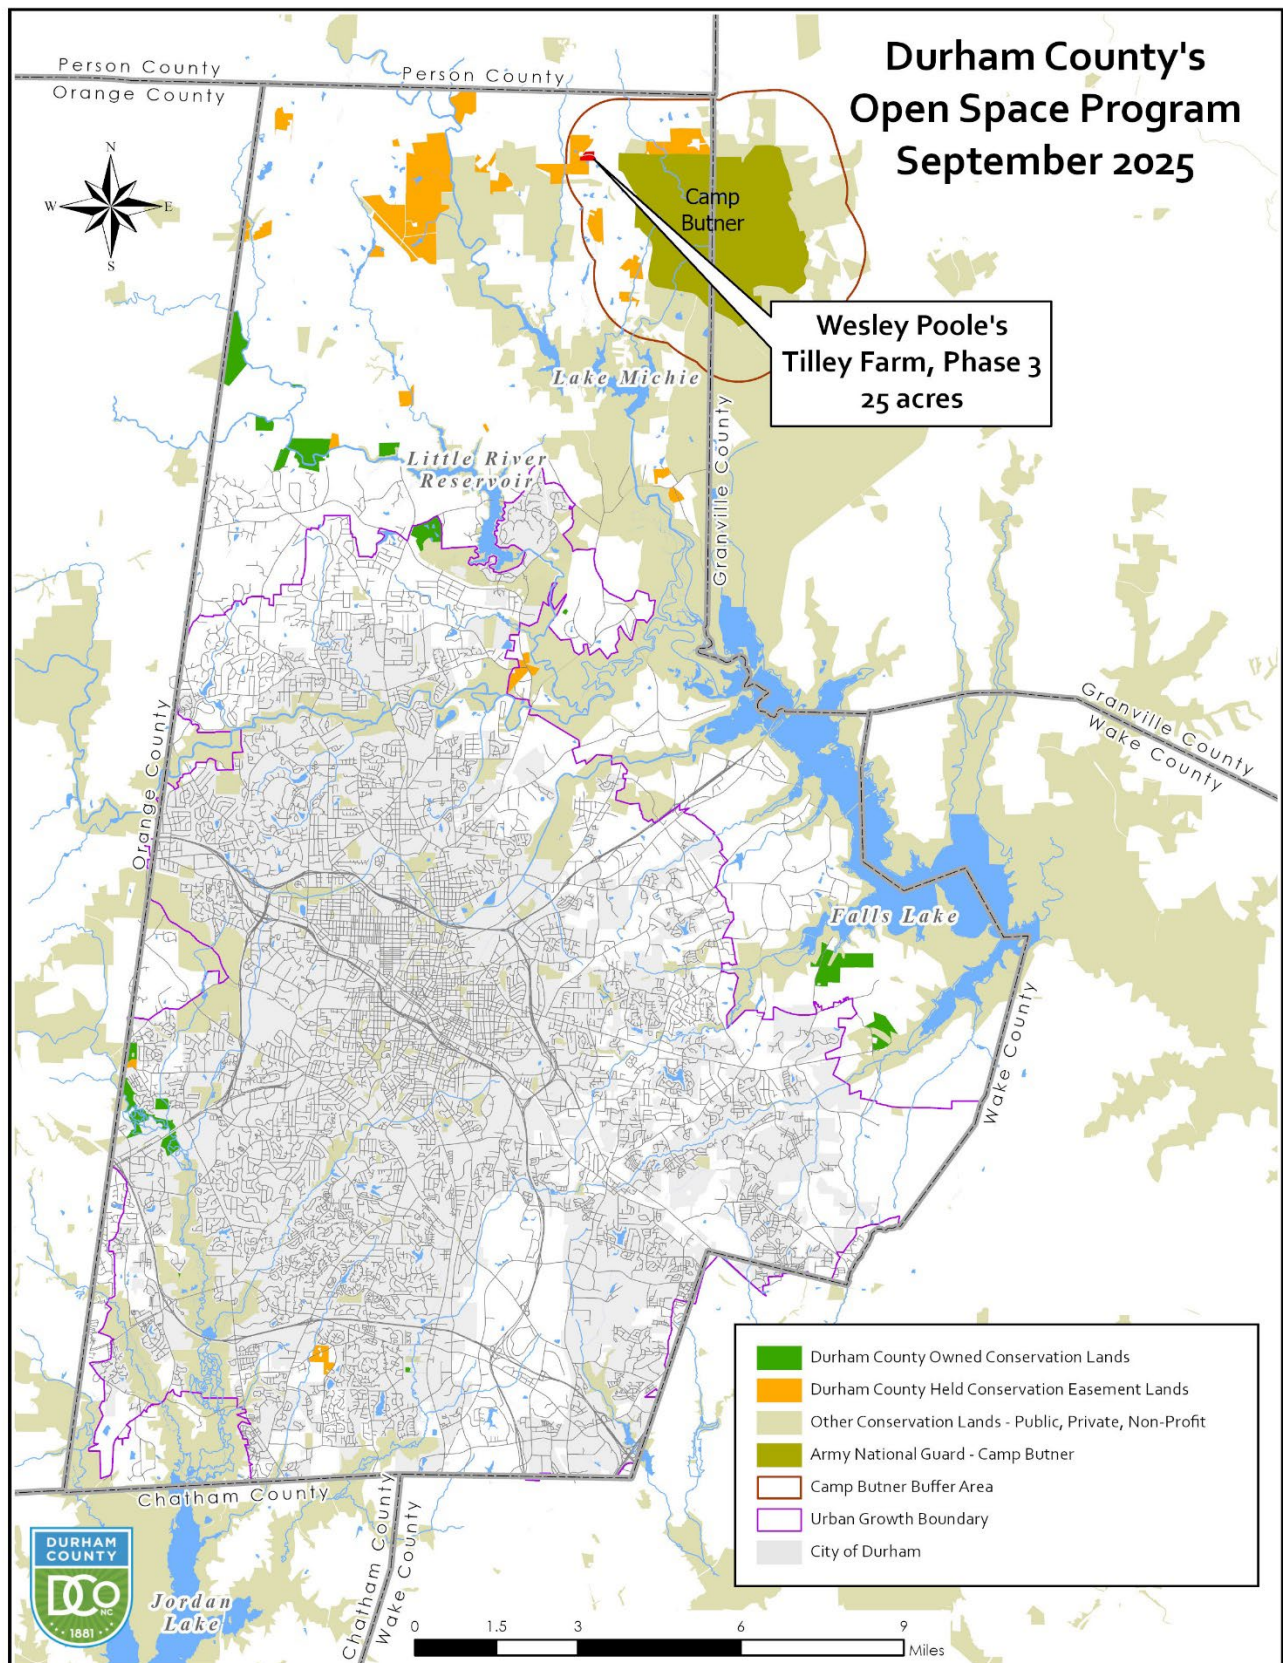 Durham County's
Open Space Program
September 2025
Person County
Orange County
Person County
N
W
E
S
Camp
Butner
Wesley Poole's
Tilley Farm, Phase 3
25 acres
Lake Michie
Granville County
Little River
Reservoir
Granville County
Wake County
Orange County
Falls Lake
Wake County
Durham County Owned Conservation Lands
Durham County Held Conservation Easement Lands
Other Conservation Lands - Public, Private, Non-Profit
Army National Guard - Camp Butner
Camp Butner Buffer Area
Urban Growth Boundary
City of Durham
Chatham County
Chatham County
Wake County
DURHAM
COUNTY
DCo
NC
1881
Jordan
Lake
0 1.5 3 6 9
Miles